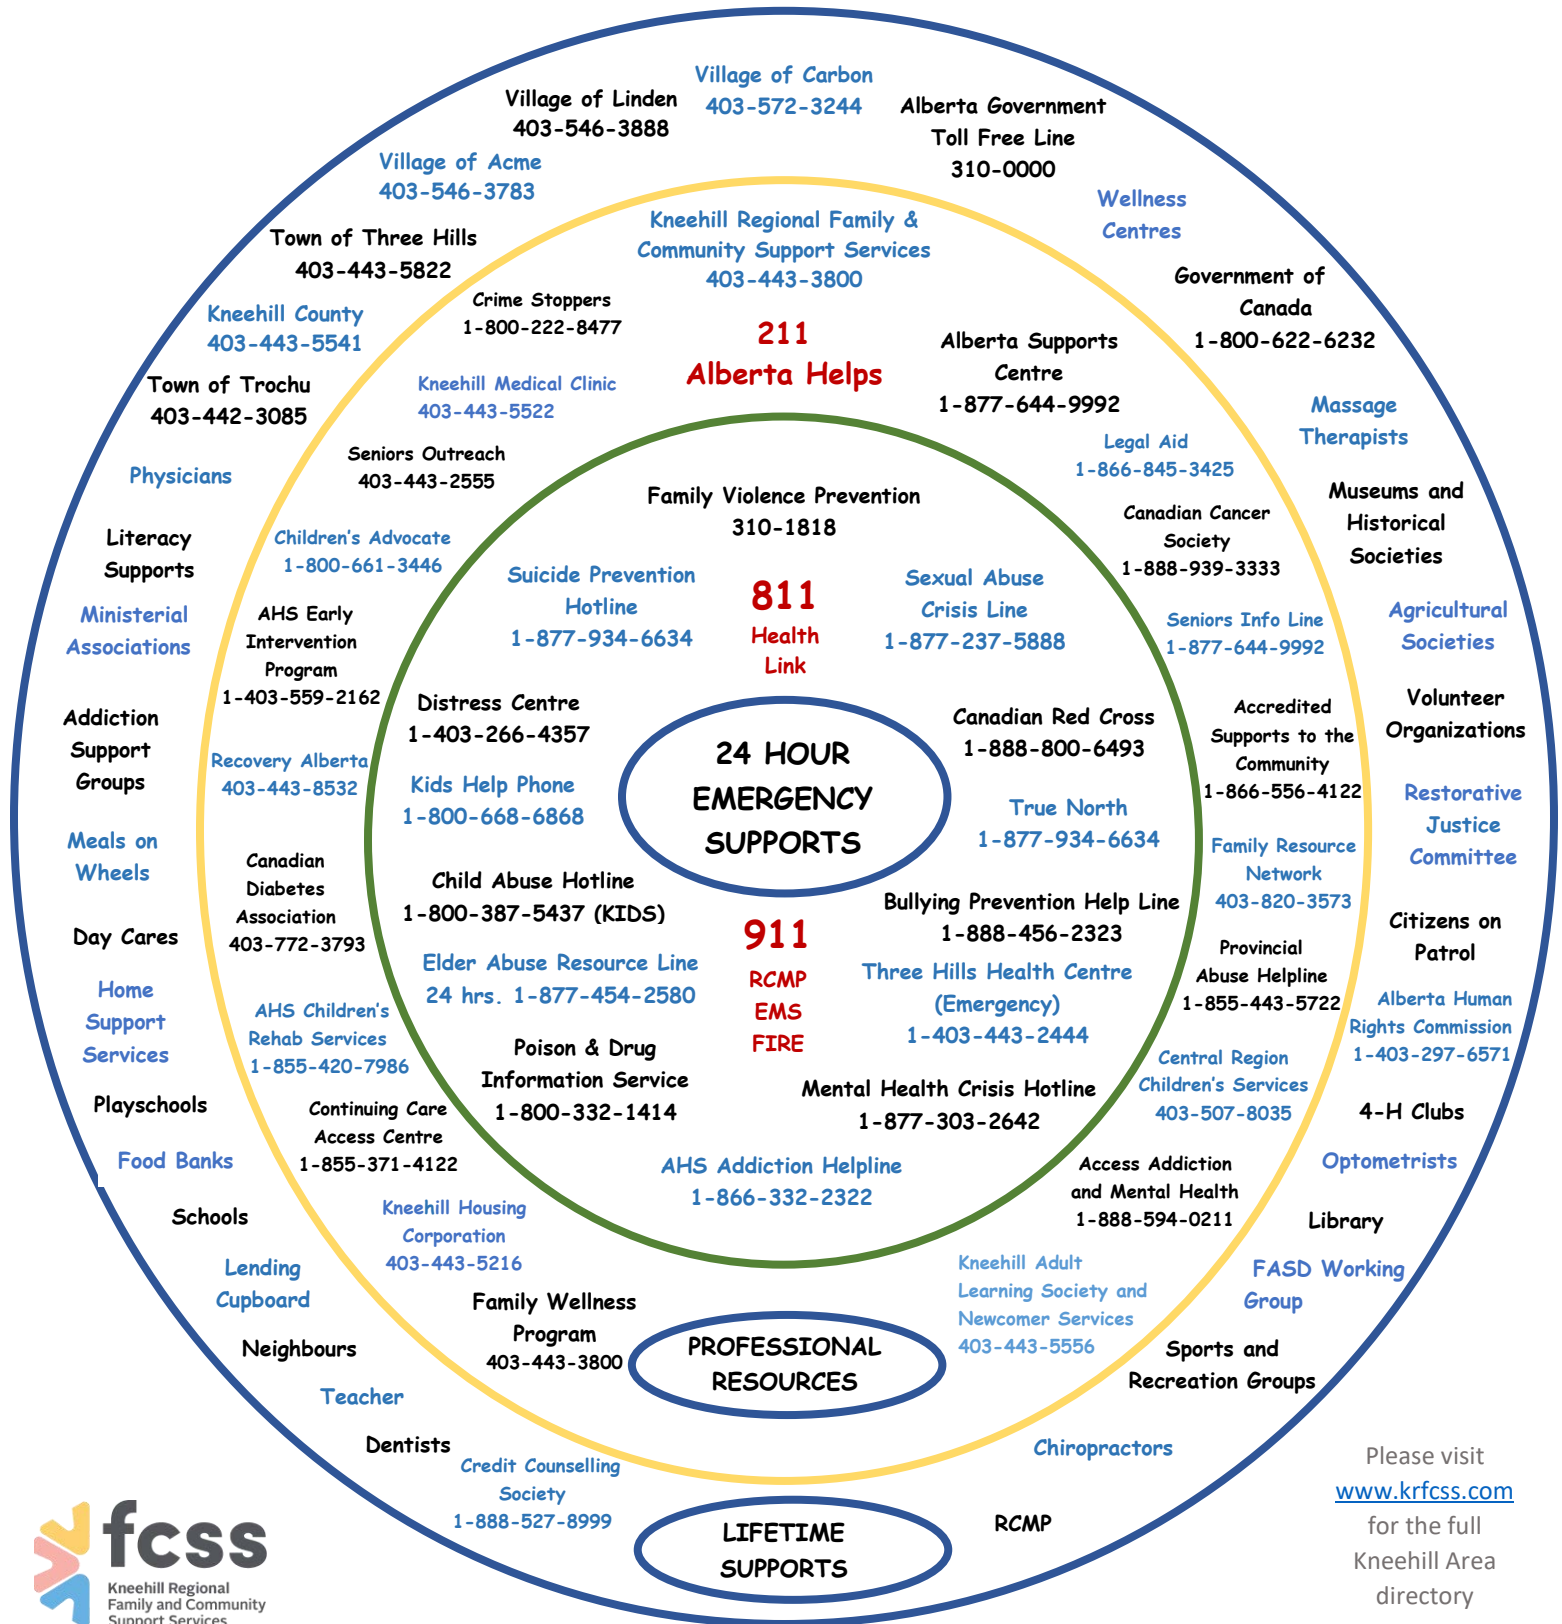 Village of Carbon
403-572-3244
Village of Linden
403-546-3888
Alberta Government
Toll Free Line
310-0000
Village of Acme
403-546-3783
Wellness
Centres
Town of Three Hills
403-443-5822
Government of
Canada
1-800-622-6232
Kneehill County
403-443-5541
Town of Trochu
403-442-3085
Massage
Therapists
Physicians
Museums and
Historical
Societies
Literacy
Supports
Ministerial
Associations
Agricultural
Societies
Addiction
Support
Groups
Volunteer
Organizations
Meals on
Wheels
Restorative
Justice
Committee
Day Cares
Citizens on
Patrol
Home
Support
Services
Alberta Human
Rights Commission
1-403-297-6571
Playschools
4-H Clubs
Food Banks
Optometrists
Schools
Library
Lending
Cupboard
FASD Working
Group
Neighbours
Sports and
Recreation Groups
Teacher
Dentists
Chiropractors
Credit Counselling
Society
1-888-527-8999
RCMP
LIFETIME
SUPPORTS
Kneehill Regional Family &
Community Support Services
403-443-3800
Crime Stoppers
1-800-222-8477
211
Alberta Helps
Alberta Supports
Centre
1-877-644-9992
Kneehill Medical Clinic
403-443-5522
Legal Aid
1-866-845-3425
Seniors Outreach
403-443-2555
Canadian Cancer
Society
1-888-939-3333
Children's Advocate
1-800-661-3446
Seniors Info Line
1-877-644-9992
AHS Early
Intervention
Program
1-403-559-2162
Accredited
Supports to the
Community
1-866-556-4122
Recovery Alberta
403-443-8532
Family Resource
Network
403-820-3573
Canadian
Diabetes
Association
403-772-3793
Provincial
Abuse Helpline
1-855-443-5722
AHS Children's
Rehab Services
1-855-420-7986
Central Region
Children's Services
403-507-8035
Continuing Care
Access Centre
1-855-371-4122
Access Addiction
and Mental Health
1-888-594-0211
Kneehill Housing
Corporation
403-443-5216
Kneehill Adult
Learning Society and
Newcomer Services
403-443-5556
Family Wellness
Program
403-443-3800
PROFESSIONAL
RESOURCES
Family Violence Prevention
310-1818
Suicide Prevention
Hotline
1-877-934-6634
811
Health
Link
Sexual Abuse
Crisis Line
1-877-237-5888
Distress Centre
1-403-266-4357
Canadian Red Cross
1-888-800-6493
24 HOUR
EMERGENCY
SUPPORTS
Kids Help Phone
1-800-668-6868
True North
1-877-934-6634
Child Abuse Hotline
1-800-387-5437 (KIDS)
Bullying Prevention Help Line
1-888-456-2323
911
RCMP
EMS
FIRE
Elder Abuse Resource Line
24 hrs. 1-877-454-2580
Three Hills Health Centre
(Emergency)
1-403-443-2444
Poison & Drug
Information Service
1-800-332-1414
Mental Health Crisis Hotline
1-877-303-2642
AHS Addiction Helpline
1-866-332-2322
Please visit
www.krfcss.com
for the full
Kneehill Area
directory
fcss
Kneehill Regional
Family and Community
Support Services